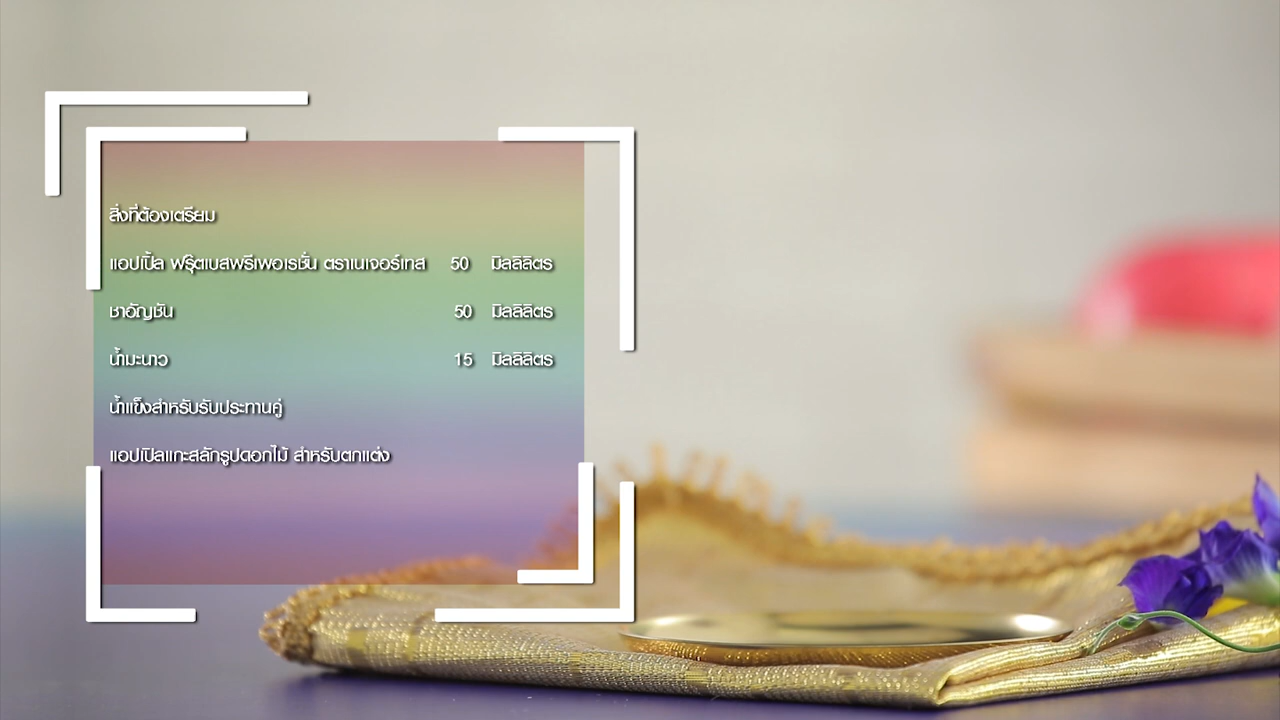 สิ่งที่ต้องเตรียม
แอปเปิ้ล ฟรุ๊ตเบสพรีเพอเรชั่น ตราเนเจอร์เทส 50 มิลลิลิตร
ชาอัญชัน 50 มิลลิลิตร
น้ำมะนาว 15 มิลลิลิตร
น้ำแข็งสำหรับรับประทานคู่
แอปเปิลแกะสลักรูปดอกไม้ สำหรับตกแต่ง